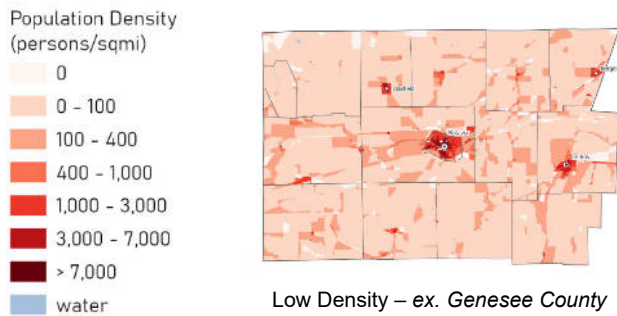 Population Density
(persons/sqmi)
0
0 – 100
100 – 400
400 – 1,000
1,000 – 3,000
3,000 – 7,000
> 7,000
water
Low Density – ex. Genesee County